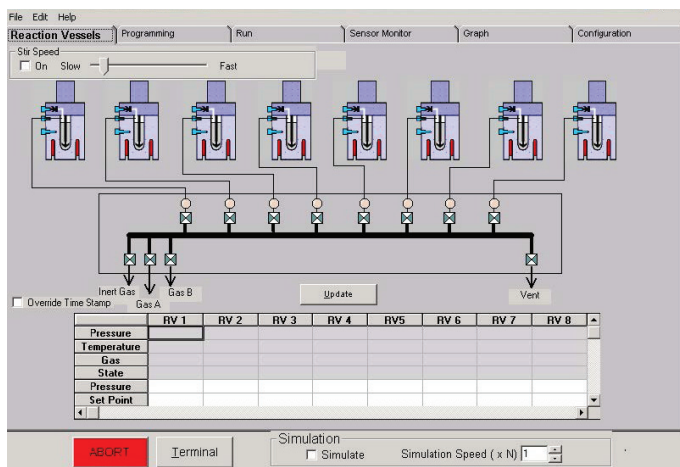 File Edit Help
Reaction Vessels Programming Run Sensor Monitor Graph Configuration
Stir Speed
On Slow Fast
Inert Gas Gas A Gas B Vent
Update
Override Time Stamp
RV 1 RV 2 RV 3 RV 4 RV5 RV 6 RV 7 RV 8
Pressure
Temperature
Gas
State
Pressure
Set Point
ABORT Terminal
Simulation
Simulate Simulation Speed ( x N) 1